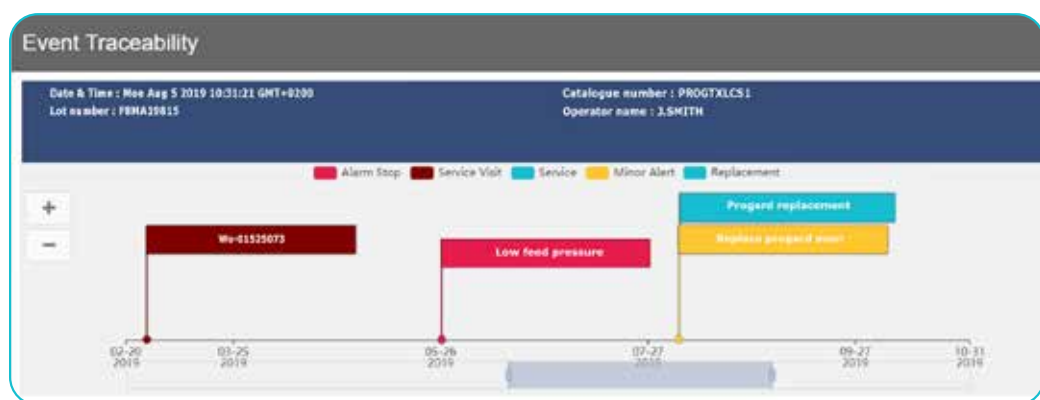 Event Traceability
Date & Time : Mon Aug 5 2019 10:31:21 GMT+0200
Catalogue number : PROGTXLCS1
Lot number : F8MA29815
Operator name : J.SMITH
Alarm Stop Service Visit Service Minor Alert Replacement
+
Progard replacement
−
Wo-01525073
Replace progard soon
Low feed pressure
02-20 03-25 05-26 07-27 09-27 10-31
2019 2019 2019 2019 2019 2019